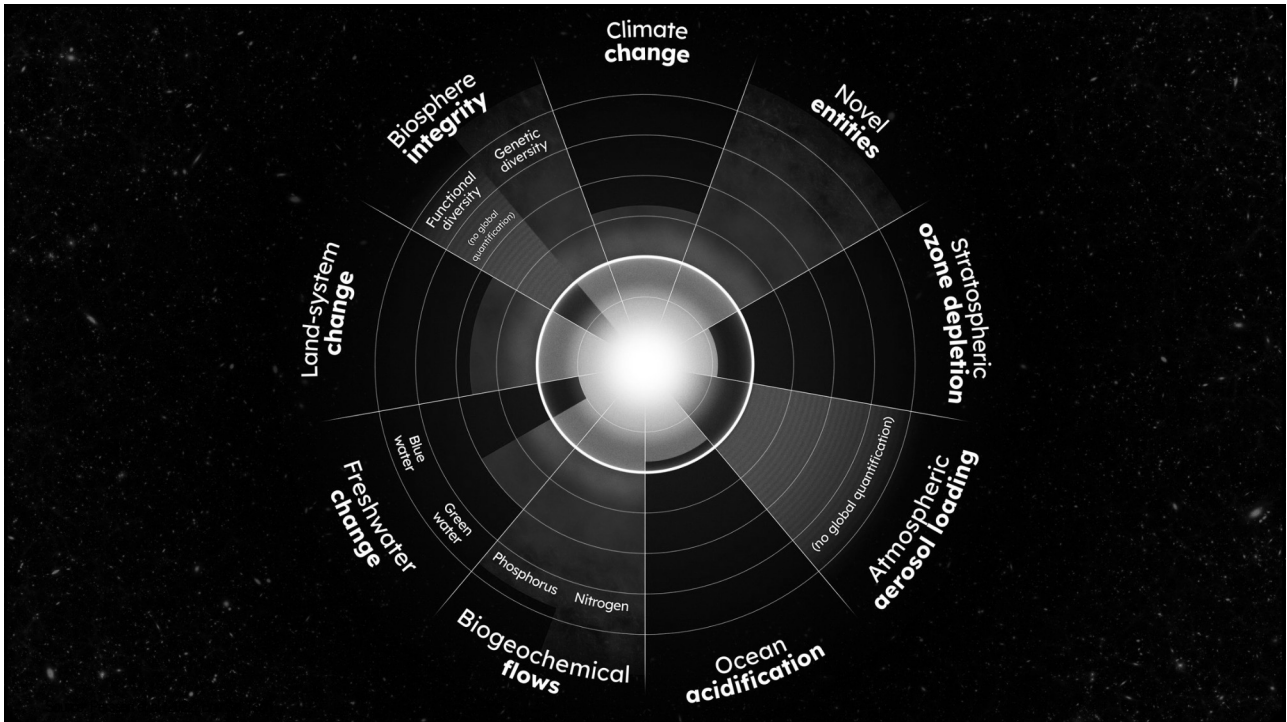 Climate
change
Novel
entities
Stratospheric
ozone depletion
Atmospheric
aerosol loading
(no global quantification)
Ocean
acidification
Biogeochemical
flows
Phosphorus
Nitrogen
Freshwater
change
Blue
water
Green
water
Land-system
change
Biosphere
integrity
Genetic
diversity
Functional
diversity
(no global
quantification)